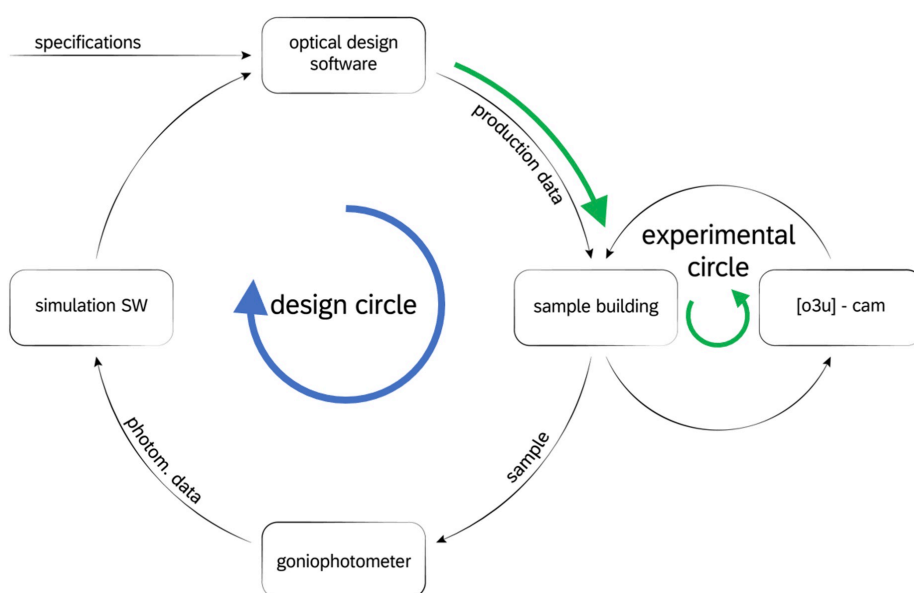 specifications
optical design
software
production data
experimental
circle
simulation SW
design circle
sample building
[o3u] - cam
photom. data
sample
goniophotometer